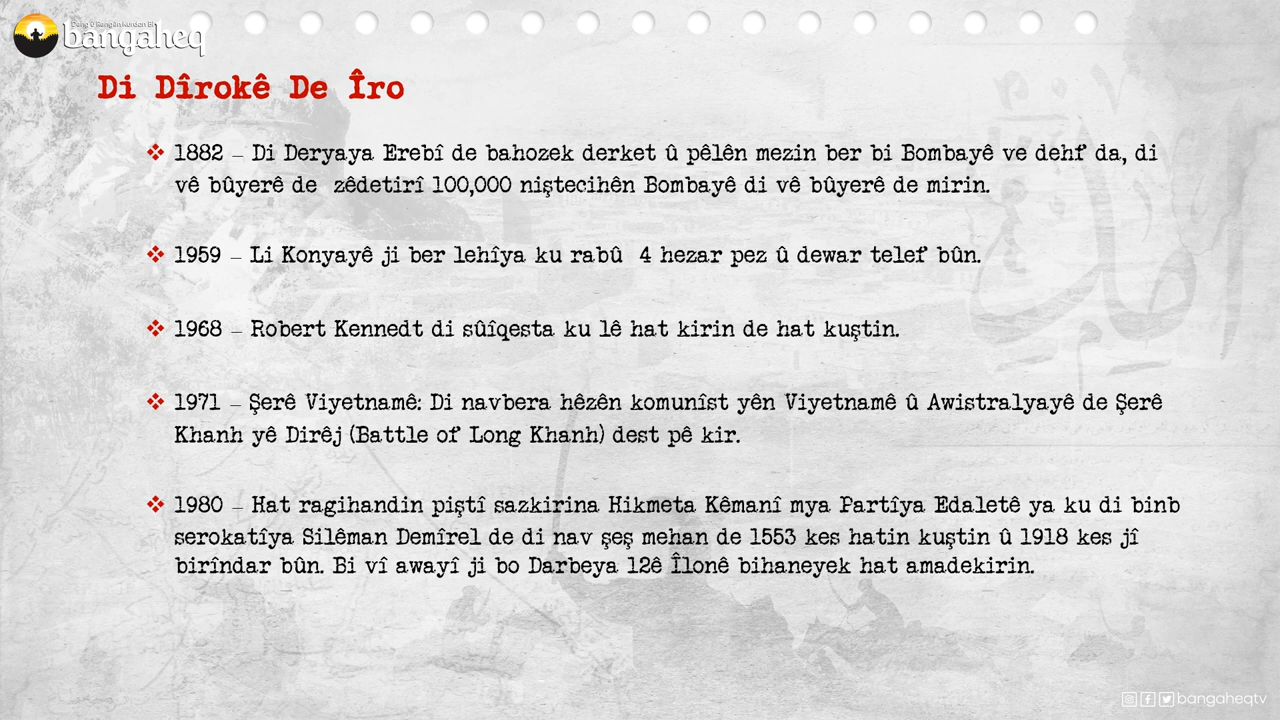 Deng û Rengên Kurdan Bi
bangaheq
Di Dîrokê De Îro
❖ 1882 – Di Deryaya Erebî de bahozek derket û pêlên mezin ber bi Bombayê ve dehf da, di
vê bûyerê de zêdetirî 100,000 niştecihên Bombayê di vê bûyerê de mirin.
❖ 1959 – Li Konyayê ji ber lehîya ku rabû 4 hezar pez û dewar telef bûn.
❖ 1968 – Robert Kennedt di sûîqesta ku lê hat kirin de hat kuştin.
❖ 1971 – Şerê Viyetnamê: Di navbera hêzên komunîst yên Viyetnamê û Awistralyayê de Şerê
Khanh yê Dirêj (Battle of Long Khanh) dest pê kir.
❖ 1980 – Hat ragihandin piştî sazkirina Hikmeta Kêmanî mya Partîya Edaletê ya ku di binb
serokatîya Silêman Demîrel de di nav şeş mehan de 1553 kes hatin kuştin û 1918 kes jî
birîndar bûn. Bi vî awayî ji bo Darbeya 12ê Îlonê bihaneyek hat amadekirin.
bangaheqtv